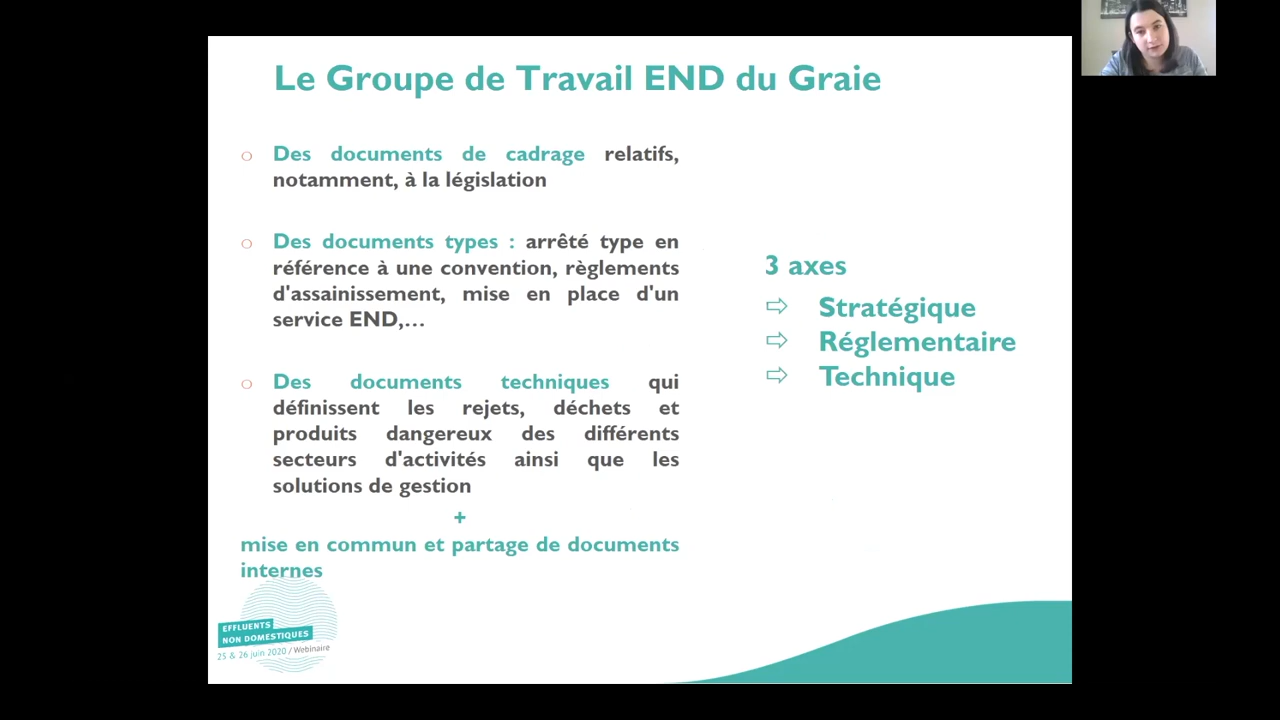 Le Groupe de Travail END du Graie
Des documents de cadrage relatifs,
notamment, à la législation
Des documents types : arrêté type en
référence à une convention, règlements
d'assainissement, mise en place d'un
service END,...
Des documents techniques qui
définissent les rejets, déchets et
produits dangereux des différents
secteurs d'activités ainsi que les
solutions de gestion
+
mise en commun et partage de documents
internes
3 axes
⇨ Stratégique
⇨ Réglementaire
⇨ Technique
EFFLUENTS
NON DOMESTIQUES
25 & 26 juin 2020 / Webinaire